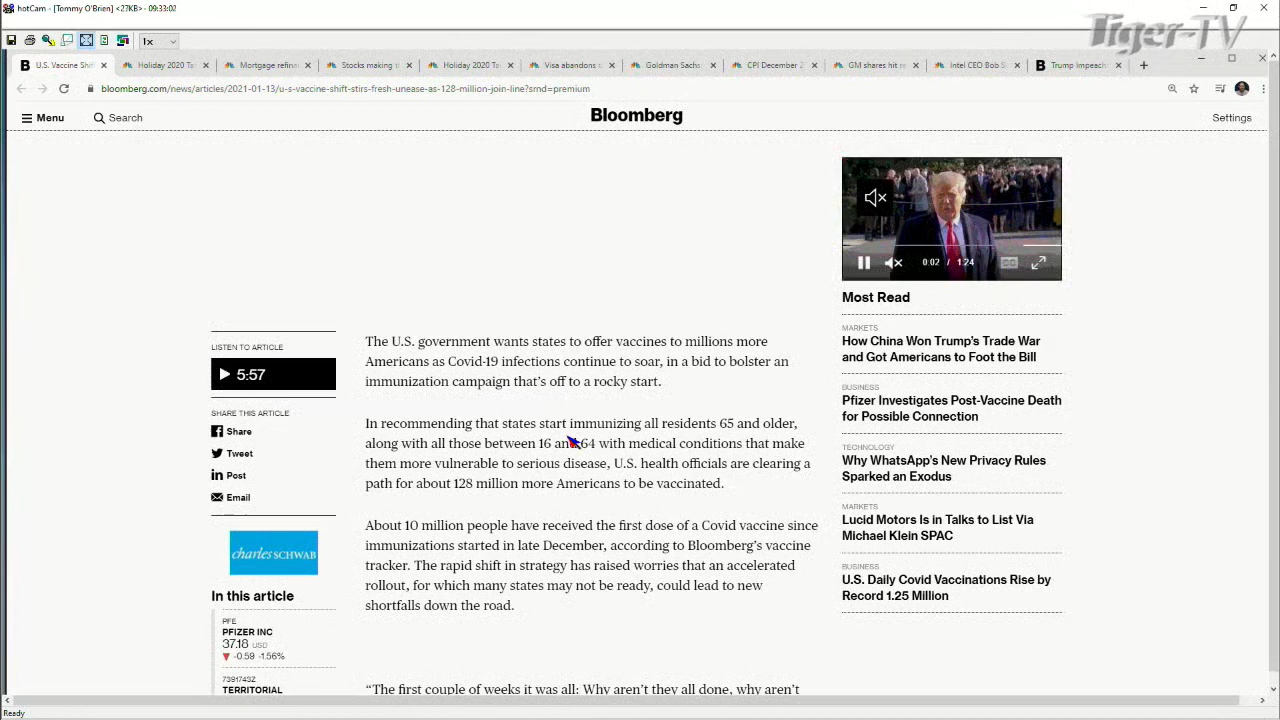 hotCam - [Tommy O'Brien] <27KB> - 09:33:02
Tiger-TV
1x
U.S. Vaccine Shif
Holiday 2020 Ta
Mortgage refina
Stocks making t
Holiday 2020 Ta
Visa abandons
Goldman Sachs
CPI December 2
GM shares hit re
Intel CEO Bob S
Trump Impeach
bloomberg.com/news/articles/2021-01-13/u-s-vaccine-shift-stirs-fresh-unease-as-128-million-join-line?srnd=premium
Menu
Search
Bloomberg
Settings
LISTEN TO ARTICLE
5:57
SHARE THIS ARTICLE
Share
Tweet
Post
Email
charles SCHWAB
In this article
PFE
PFIZER INC
37.18 USD
-0.59 -1.56%
7391743Z
TERRITORIAL
The U.S. government wants states to offer vaccines to millions more
Americans as Covid-19 infections continue to soar, in a bid to bolster an
immunization campaign that's off to a rocky start.
In recommending that states start immunizing all residents 65 and older,
along with all those between 16 and 64 with medical conditions that make
them more vulnerable to serious disease, U.S. health officials are clearing a
path for about 128 million more Americans to be vaccinated.
About 10 million people have received the first dose of a Covid vaccine since
immunizations started in late December, according to Bloomberg's vaccine
tracker. The rapid shift in strategy has raised worries that an accelerated
rollout, for which many states may not be ready, could lead to new
shortfalls down the road.
"The first couple of weeks it was all: Why aren't they all done, why aren't
0:02 / 1:24
CC
Most Read
MARKETS
How China Won Trump's Trade War
and Got Americans to Foot the Bill
BUSINESS
Pfizer Investigates Post-Vaccine Death
for Possible Connection
TECHNOLOGY
Why WhatsApp's New Privacy Rules
Sparked an Exodus
MARKETS
Lucid Motors Is in Talks to List Via
Michael Klein SPAC
BUSINESS
U.S. Daily Covid Vaccinations Rise by
Record 1.25 Million
Ready